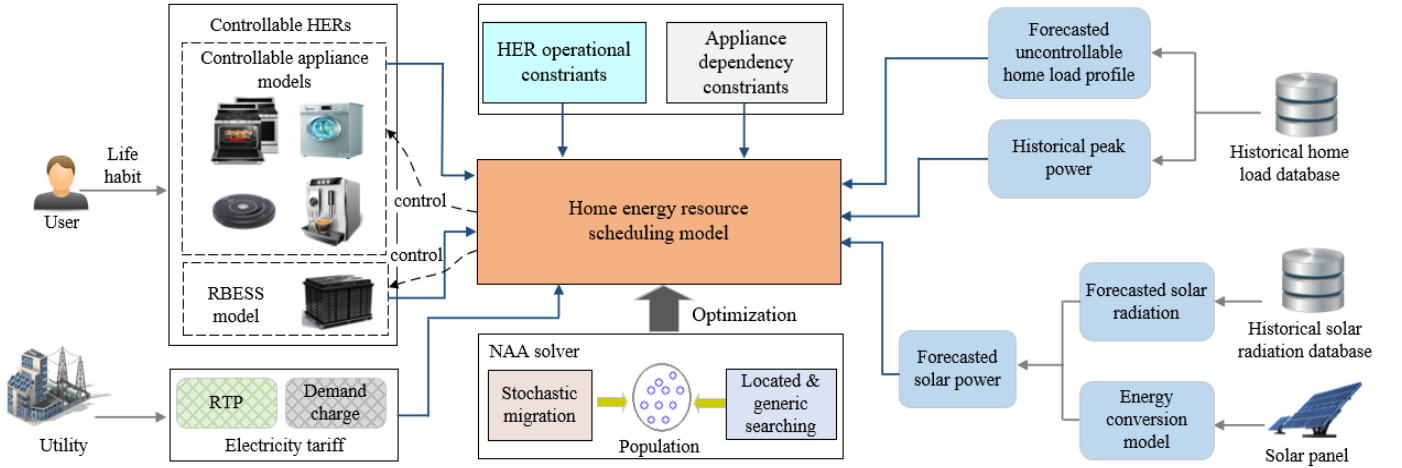 Controllable HERs
Controllable appliance
models
User
Life
habit
control
control
RBESS
model
Utility
RTP
Demand
charge
Electricity tariff
HER operational
constriants
Appliance
dependency
constriants
Home energy resource
scheduling model
Optimization
NAA solver
Stochastic
migration
Population
Located &
generic
searching
Forecasted
uncontrollable
home load profile
Historical peak
power
Historical home
load database
Forecasted
solar power
Forecasted solar
radiation
Historical solar
radiation database
Energy
conversion
model
Solar panel